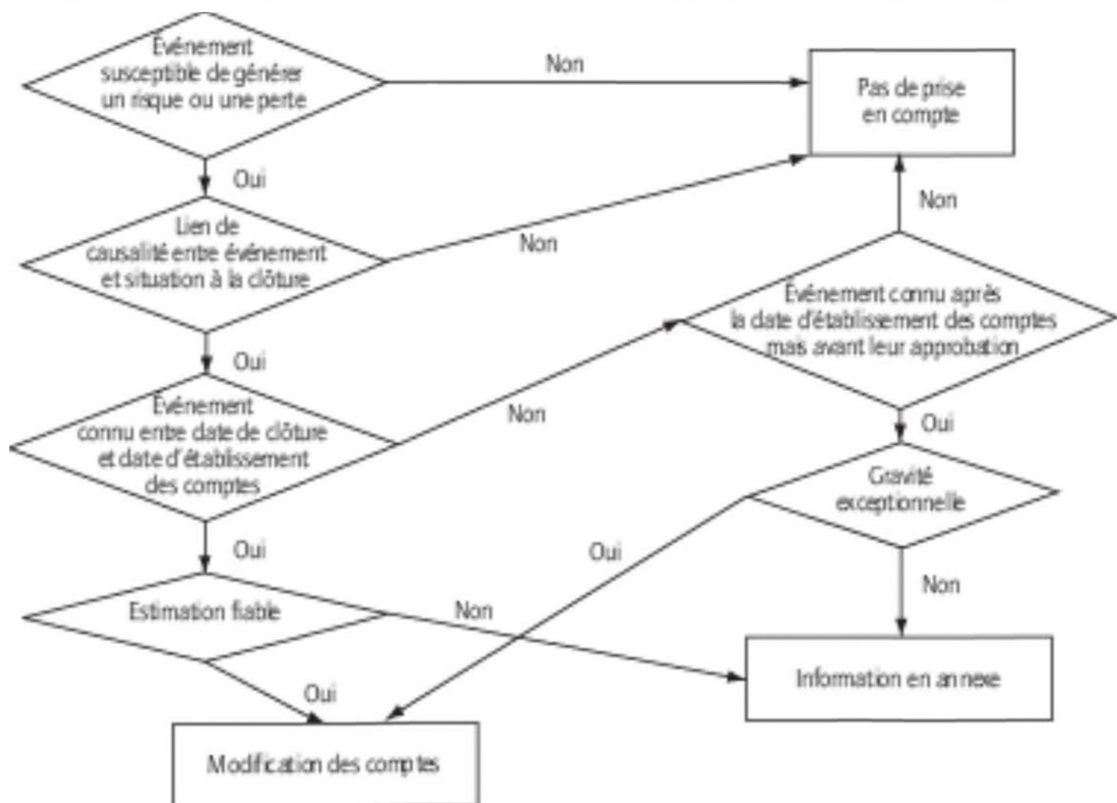 Événement
susceptible de générer
un risque ou une perte
Non
Pas de prise
en compte
Oui
Lien de
causalité entre événement
et situation à la clôture
Non
Non
Événement connu après
la date d'établissement des comptes
mais avant leur approbation
Oui
Événement
connu entre date de clôture
et date d'établissement
des comptes
Non
Oui
Gravité
exceptionnelle
Oui
Oui
Non
Estimation fiable
Non
Information en annexe
Oui
Modification des comptes